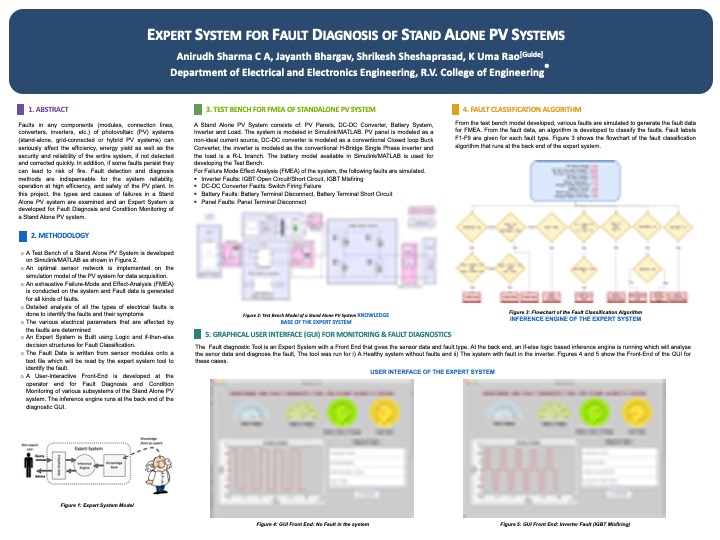 EXPERT SYSTEM FOR FAULT DIAGNOSIS OF STAND ALONE PV SYSTEMS
Anirudh Sharma C A, Jayanth Bhargav, Shrikesh Sheshaprasad, K Uma Rao[Guide]
Department of Electrical and Electronics Engineering, R.V. College of Engineering
1. ABSTRACT
Faults in any components (modules, connection lines,
converters, inverters, etc.) of photovoltaic (PV) systems
(stand-alone, grid-connected or hybrid PV systems) can
seriously affect the efficiency, energy yield as well as the
security and reliability of the entire system, if not detected
and corrected quickly. In addition, if some faults persist they
can lead to risk of fire. Fault detection and diagnosis
methods are indispensable for the system reliability,
operation at high efficiency, and safety of the PV plant. In
this project, the types and causes of failures in a Stand
Alone PV system are examined and an Expert System is
developed for Fault Diagnosis and Condition Monitoring of
a Stand Alone PV system.
2. METHODOLOGY
o A Test Bench of a Stand Alone PV System is developed
on Simulink/MATLAB as shown in Figure 2.
o An optimal sensor network is implemented on the
simulation model of the PV system for data acquisition.
o An exhaustive Failure-Mode and Effect-Analysis (FMEA)
is conducted on the system and Fault data is generated
for all kinds of faults.
o Detailed analysis of all the types of electrical faults is
done to identify the faults and their symptoms
o The various electrical parameters that are affected by
the faults are determined
o An Expert System is Built using Logic and if-then-else
decision structures for Fault Classification.
o The Fault Data is written from sensor modules onto a
text file which will be read by the expert system tool to
identify the fault.
o A User-Interactive Front-End is developed at the
operator end for Fault Diagnosis and Condition
Monitoring of various subsystems of the Stand Alone PV
system. The inference engine runs at the back end of the
diagnostic GUI.
Non-expert user
Query
Advice
Expert System
User Interface
Inference Engine
Knowledge Base
Knowledge from an expert
Figure 1: Expert System Model
3. TEST BENCH FOR FMEA OF STANDALONE PV SYSTEM
A Stand Alone PV System consists of: PV Panels, DC-DC Converter, Battery System,
Inverter and Load. The system is modeled in Simulink/MATLAB. PV panel is modeled as a
non-ideal current source, DC-DC converter is modeled as a conventional Closed loop Buck
Converter, the inverter is modeled as the conventional H-Bridge Single Phase inverter and
the load is a R-L branch. The battery model available in Simulink/MATLAB is used for
developing the Test Bench.
For Failure Mode Effect Analysis (FMEA) of the system, the following faults are simulated.
• Inverter Faults: IGBT Open Circuit/Short Circuit, IGBT Misfiring
• DC-DC Converter Faults: Switch Firing Failure
• Battery Faults: Battery Terminal Disconnect, Battery Terminal Short Circuit
• Panel Faults: Panel Terminal Disconnect
Figure 2: Test Bench Model of a Stand Alone PV System KNOWLEDGE
BASE OF THE EXPERT SYSTEM
4. FAULT CLASSIFICATION ALGORITHM
From the test bench model developed, various faults are simulated to generate the fault data
for FMEA. From the fault data, an algorithm is developed to classify the faults. Fault labels
F1-F9 are given for each fault type. Figure 3 shows the flowchart of the fault classification
algorithm that runs at the back end of the expert system.
Figure 3: Flowchart of the Fault Classification Algorithm
INFERENCE ENGINE OF THE EXPERT SYSTEM
5. GRAPHICAL USER INTERFACE (GUI) FOR MONITORING & FAULT DIAGNOSTICS
The Fault diagnostic tool is an Expert System with a Front End that gives the sensor data and fault type. At the back end, an if-else logic based inference engine is running which will analyse
the senor data and diagnose the fault, The tool was run for i) A Healthy system without faults and ii) The system with fault in the inverter. Figures 4 and 5 show the Front-End of the GUI for
these cases.
USER INTERFACE OF THE EXPERT SYSTEM
Figure 4: GUI Front End: No Fault in the system
Figure 5: GUI Front End: Inverter Fault (IGBT Misfiring)